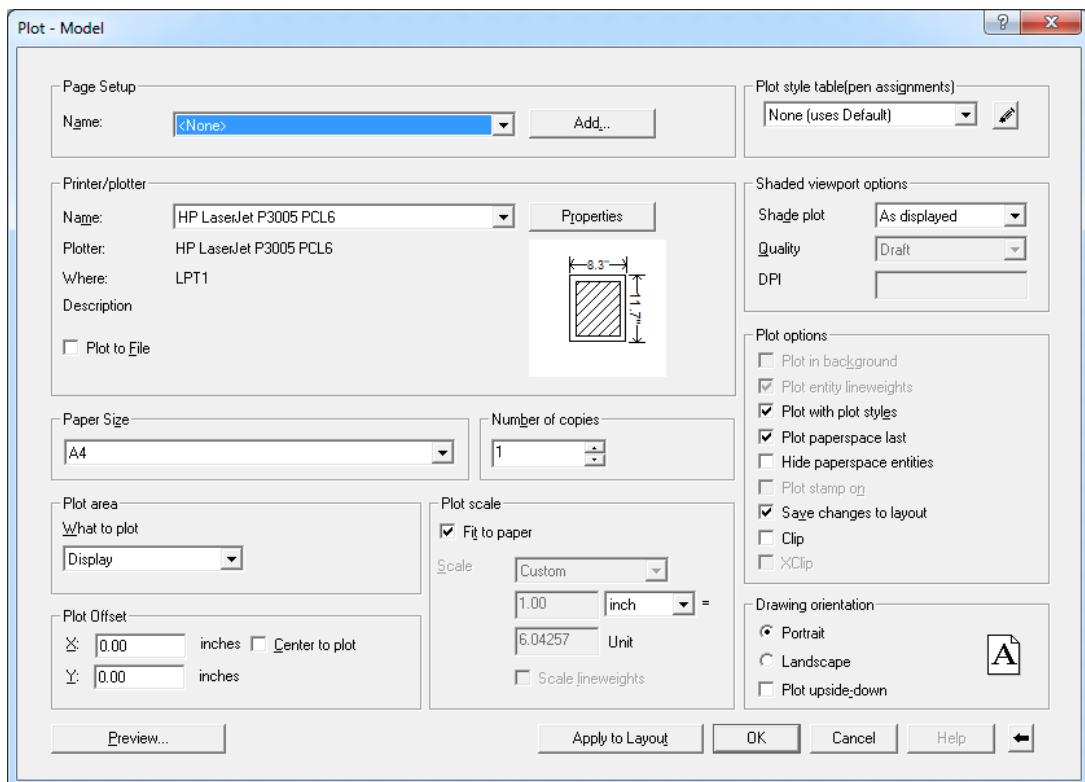 Plot - Model
Page Setup
Name:
<None>
Add...
Printer/plotter
Name:
HP LaserJet P3005 PCL6
Properties
Plotter:
HP LaserJet P3005 PCL6
Where:
LPT1
Description
Plot to File
8.3"
11.7"
Paper Size
A4
Number of copies
1
Plot area
What to plot
Display
Plot Offset
X:
0.00
inches
Center to plot
Y:
0.00
inches
Plot scale
Fit to paper
Scale
Custom
1.00
inch
=
6.04257
Unit
Scale lineweights
Plot style table(pen assignments)
None (uses Default)
Shaded viewport options
Shade plot
As displayed
Quality
Draft
DPI
Plot options
Plot in background
Plot entity lineweights
Plot with plot styles
Plot paperspace last
Hide paperspace entities
Plot stamp on
Save changes to layout
Clip
XClip
Drawing orientation
Portrait
Landscape
Plot upside-down
A
Preview...
Apply to Layout
OK
Cancel
Help